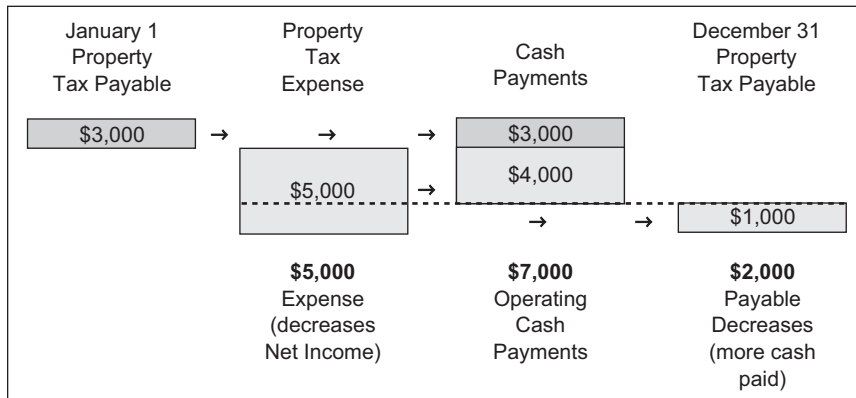 January 1
Property
Tax Payable
Property
Tax
Expense
Cash
Payments
December 31
Property
Tax Payable
$3,000 → → → $3,000
$5,000 → $4,000
→ → $1,000
$5,000
Expense
(decreases
Net Income)
$7,000
Operating
Cash
Payments
$2,000
Payable
Decreases
(more cash
paid)